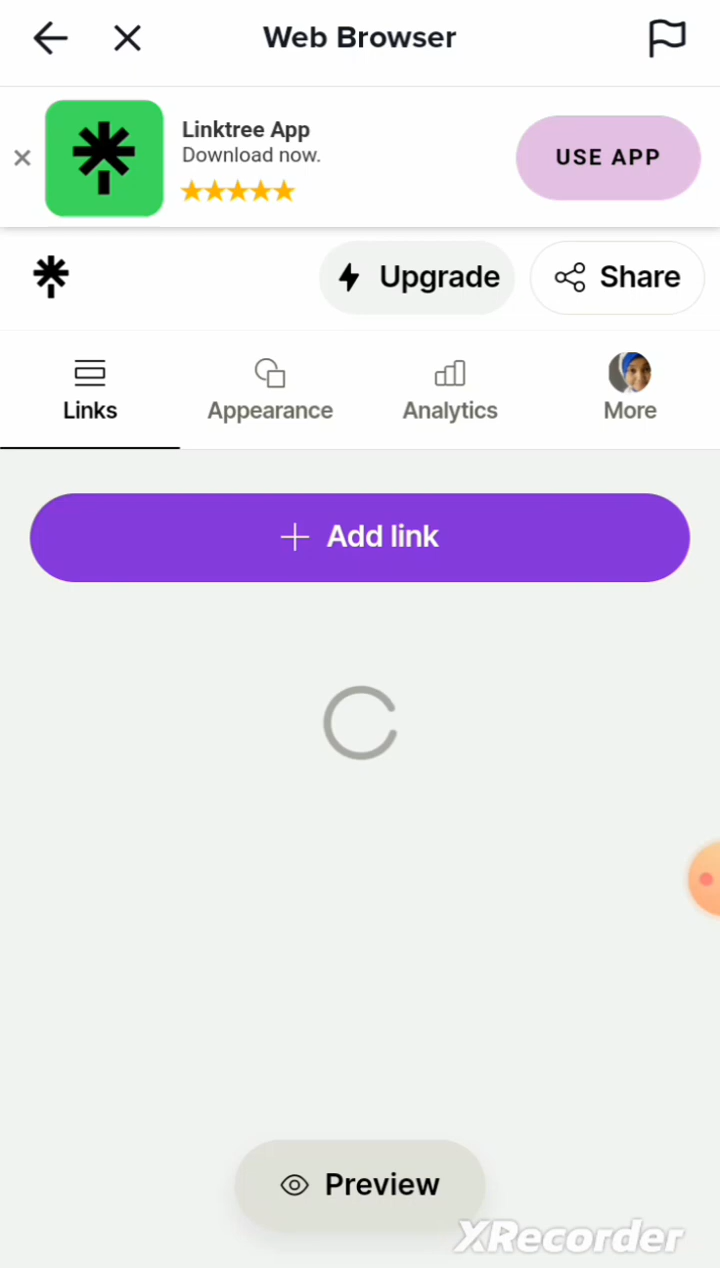 Web Browser
Linktree App
Download now.
USE APP
Upgrade
Share
Links
Appearance
Analytics
More
Add link
Preview
XRecorder